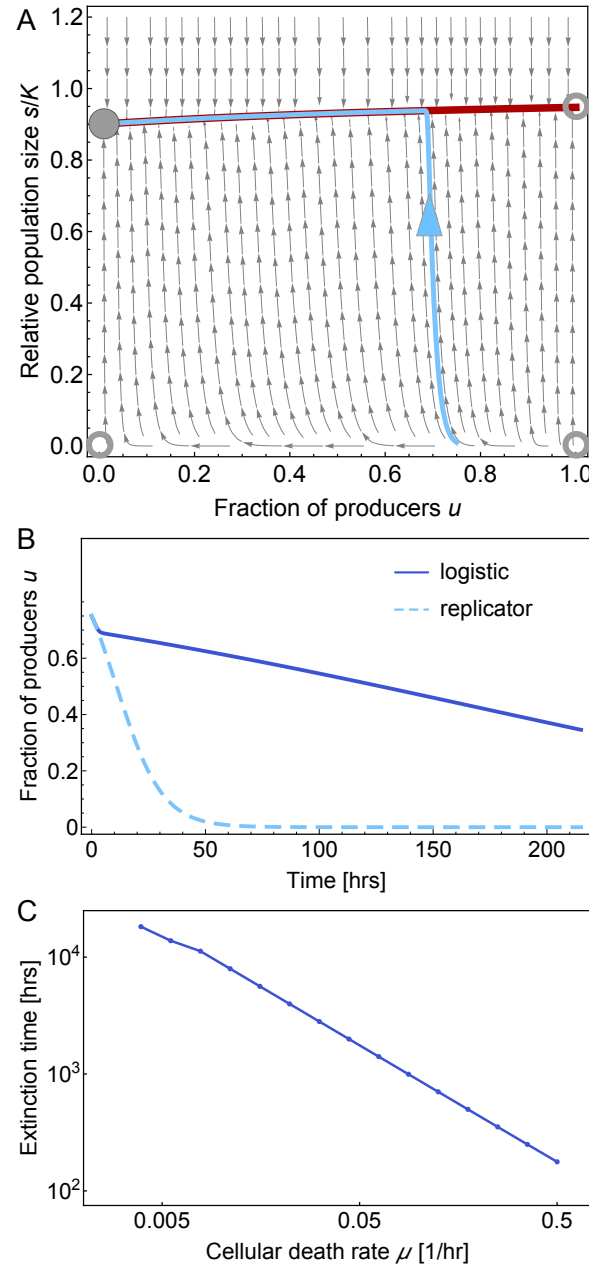 A
1.2
1.0
0.8
0.6
0.4
0.2
0.0
Relative population size s/K
0.0 0.2 0.4 0.6 0.8 1.0
Fraction of producers u
B
logistic
replicator
0.6
0.4
0.2
0
Fraction of producers u
0 50 100 150 200
Time [hrs]
C
10⁴
10³
10²
Extinction time [hrs]
0.005 0.05 0.5
Cellular death rate μ [1/hr]